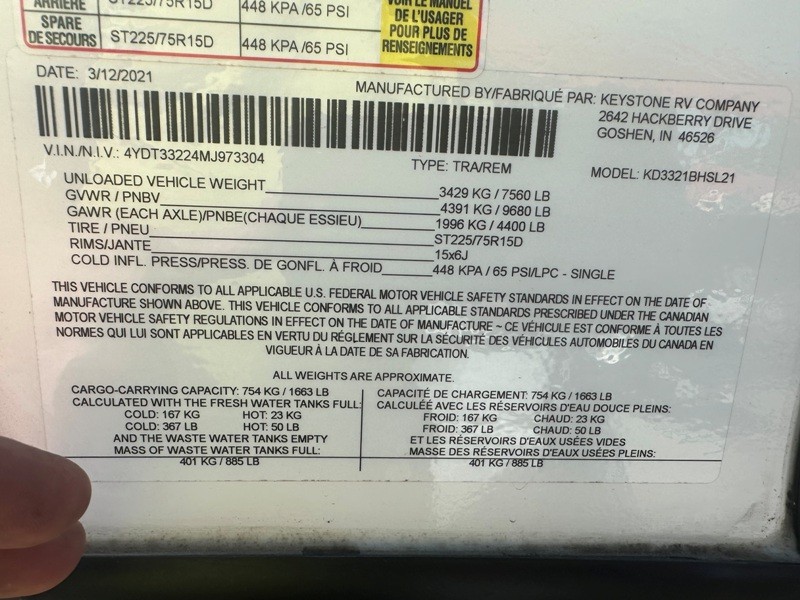 ARRIÈRE ST225/75R15D 448 KPA /65 PSI
SPARE
DE SECOURS ST225/75R15D 448 KPA /65 PSI
VOIR LE MANUEL
DE L'USAGER
POUR PLUS DE
RENSEIGNEMENTS
DATE: 3/12/2021
MANUFACTURED BY/FABRIQUÉ PAR: KEYSTONE RV COMPANY
2642 HACKBERRY DRIVE
GOSHEN, IN 46526
V.I.N./N.I.V.: 4YDT33224MJ973304
TYPE: TRA/REM
MODEL: KD3321BHSL21
UNLOADED VEHICLE WEIGHT 3429 KG / 7560 LB
GVWR / PNBV 4391 KG / 9680 LB
GAWR (EACH AXLE)/PNBE(CHAQUE ESSIEU) 1996 KG / 4400 LB
TIRE / PNEU ST225/75R15D
RIMS/JANTE 15x6J
COLD INFL. PRESS/PRESS. DE GONFL. À FROID 448 KPA / 65 PSI/LPC - SINGLE
THIS VEHICLE CONFORMS TO ALL APPLICABLE U.S. FEDERAL MOTOR VEHICLE SAFETY STANDARDS IN EFFECT ON THE DATE OF
MANUFACTURE SHOWN ABOVE. THIS VEHICLE CONFORMS TO ALL APPLICABLE STANDARDS PRESCRIBED UNDER THE CANADIAN
MOTOR VEHICLE SAFETY REGULATIONS IN EFFECT ON THE DATE OF MANUFACTURE ~ CE VÉHICULE EST CONFORME À TOUTES LES
NORMES QUI LUI SONT APPLICABLES EN VERTU DU RÉGLEMENT SUR LA SÉCURITÉ DES VÉHICULES AUTOMOBILES DU CANADA EN
VIGUEUR À LA DATE DE SA FABRICATION.
ALL WEIGHTS ARE APPROXIMATE.
CARGO-CARRYING CAPACITY: 754 KG / 1663 LB
CALCULATED WITH THE FRESH WATER TANKS FULL:
COLD: 167 KG HOT: 23 KG
COLD: 367 LB HOT: 50 LB
AND THE WASTE WATER TANKS EMPTY
MASS OF WASTE WATER TANKS FULL:
401 KG / 885 LB
CAPACITÉ DE CHARGEMENT: 754 KG / 1663 LB
CALCULÉE AVEC LES RÉSERVOIRS D'EAU DOUCE PLEINS:
FROID: 167 KG CHAUD: 23 KG
FROID: 367 LB CHAUD: 50 LB
ET LES RÉSERVOIRS D'EAUX USÉES VIDES
MASSE DES RÉSERVOIRS D'EAUX USÉES PLEINS:
401 KG / 885 LB